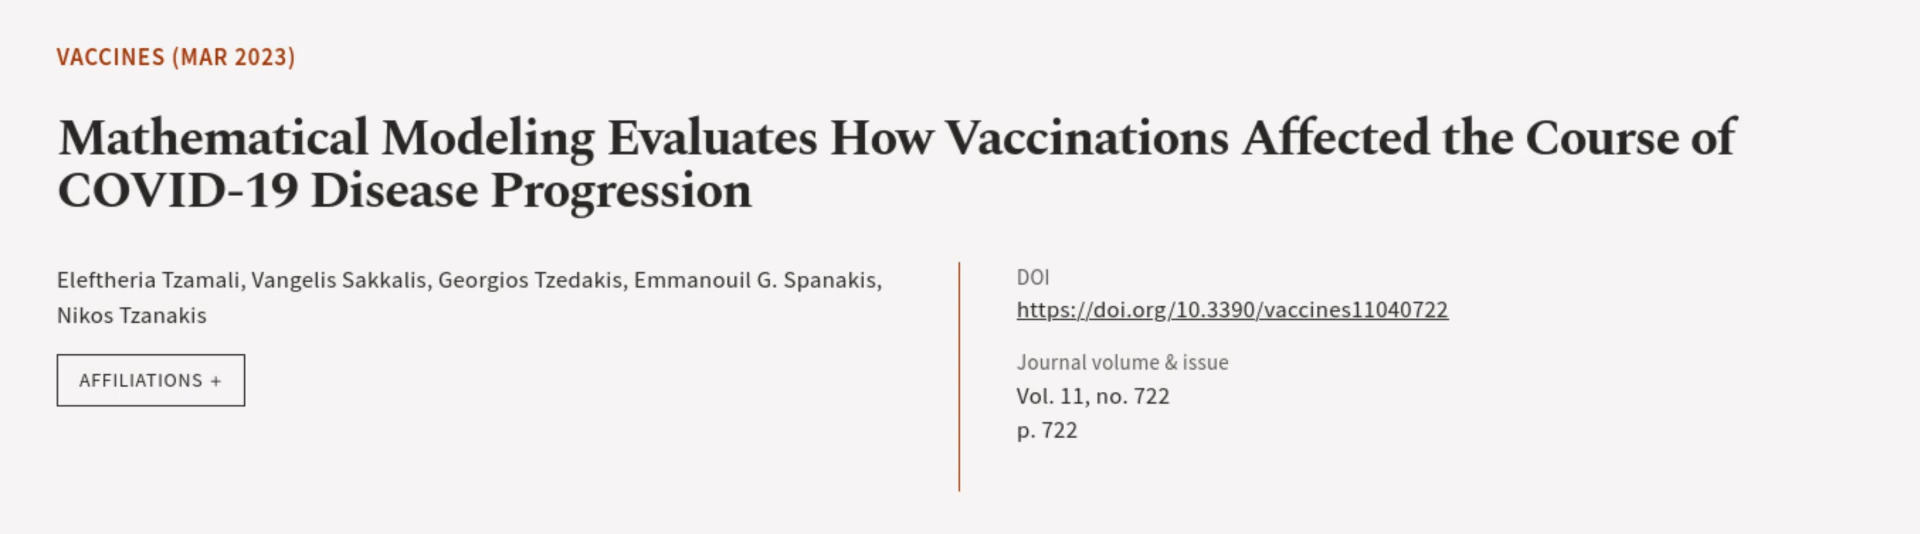 VACCINES (MAR 2023)
Mathematical Modeling Evaluates How Vaccinations Affected the Course of
COVID-19 Disease Progression
Eleftheria Tzamali, Vangelis Sakkalis, Georgios Tzedakis, Emmanouil G. Spanakis,
Nikos Tzanakis
AFFILIATIONS +
DOI
https://doi.org/10.3390/vaccines11040722
Journal volume & issue
Vol. 11, no. 722
p. 722